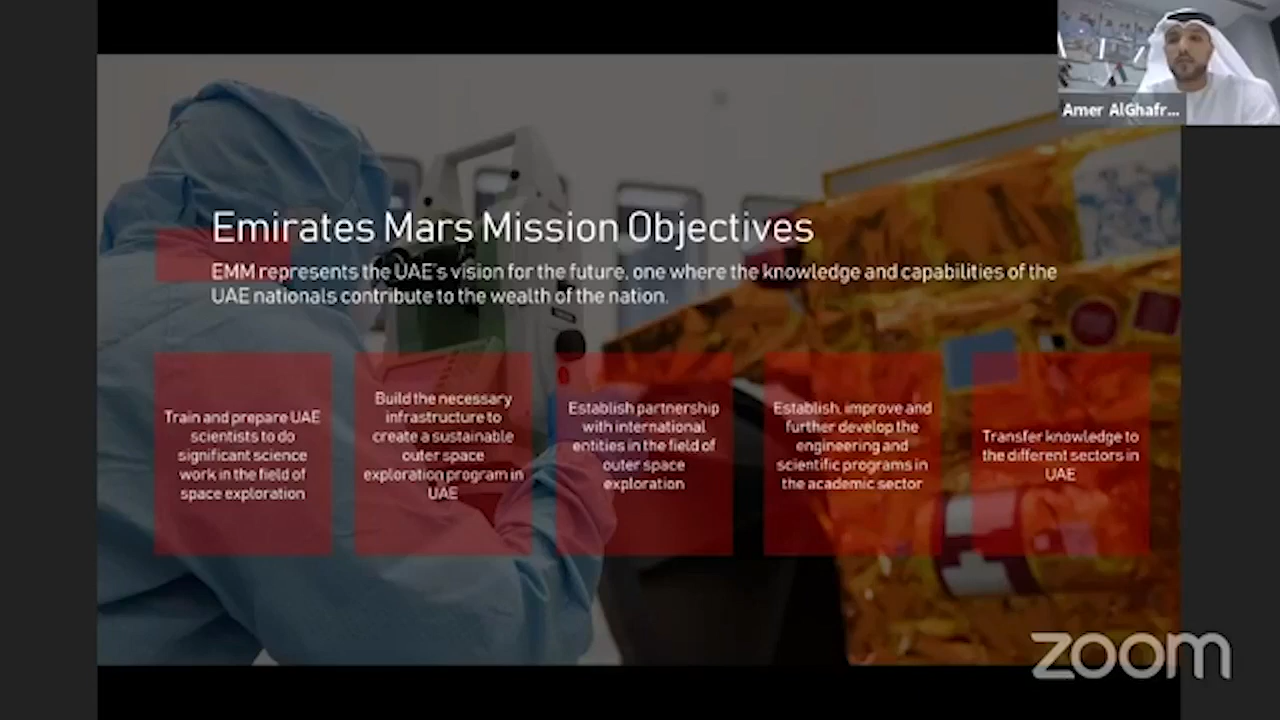 Amer AlGhafr...
Emirates Mars Mission Objectives
EMM represents the UAE's vision for the future, one where the knowledge and capabilities of the
UAE nationals contribute to the wealth of the nation.
Train and prepare UAE
scientists to do
significant science
work in the field of
space exploration
Build the necessary
infrastructure to
create a sustainable
outer space
exploration program in
UAE
Establish partnership
with international
entities in the field of
outer space
exploration
Establish, improve and
further develop the
engineering and
scientific programs in
the academic sector
Transfer knowledge to
the different sectors in
UAE
zoom